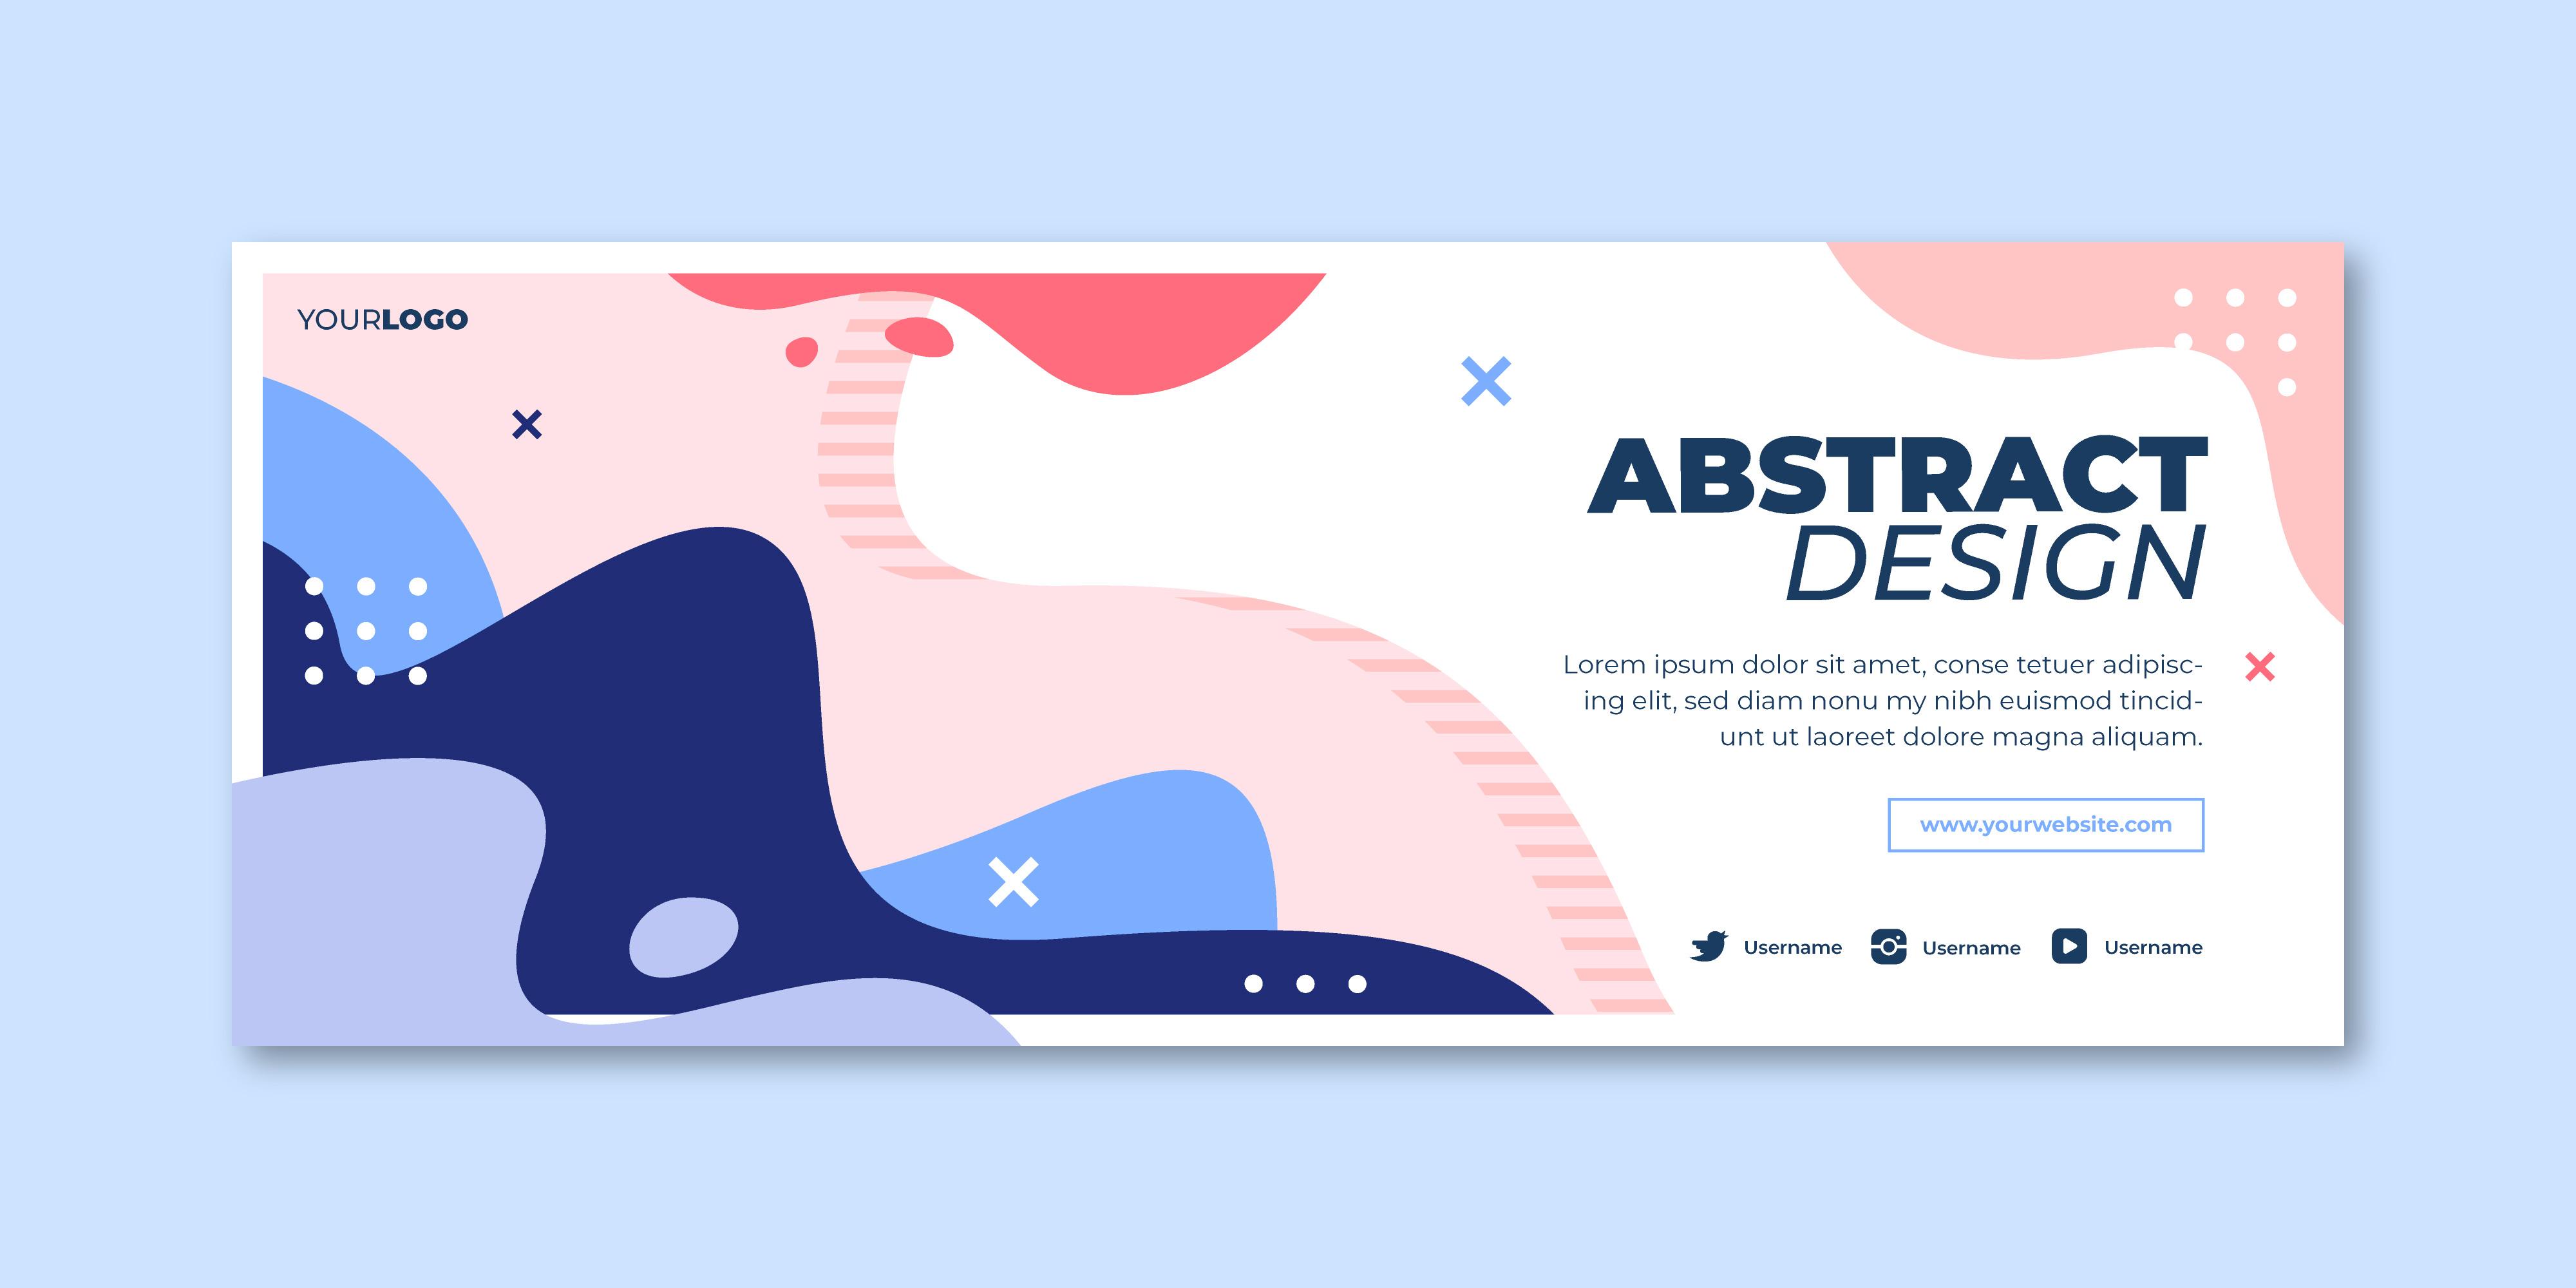 YOURLOGO
ABSTRACT
DESIGN
Lorem ipsum dolor sit amet, conse tetuer adipisc-
ing elit, sed diam nonu my nibh euismod tincid-
unt ut laoreet dolore magna aliquam.
www.yourwebsite.com
Username Username Username